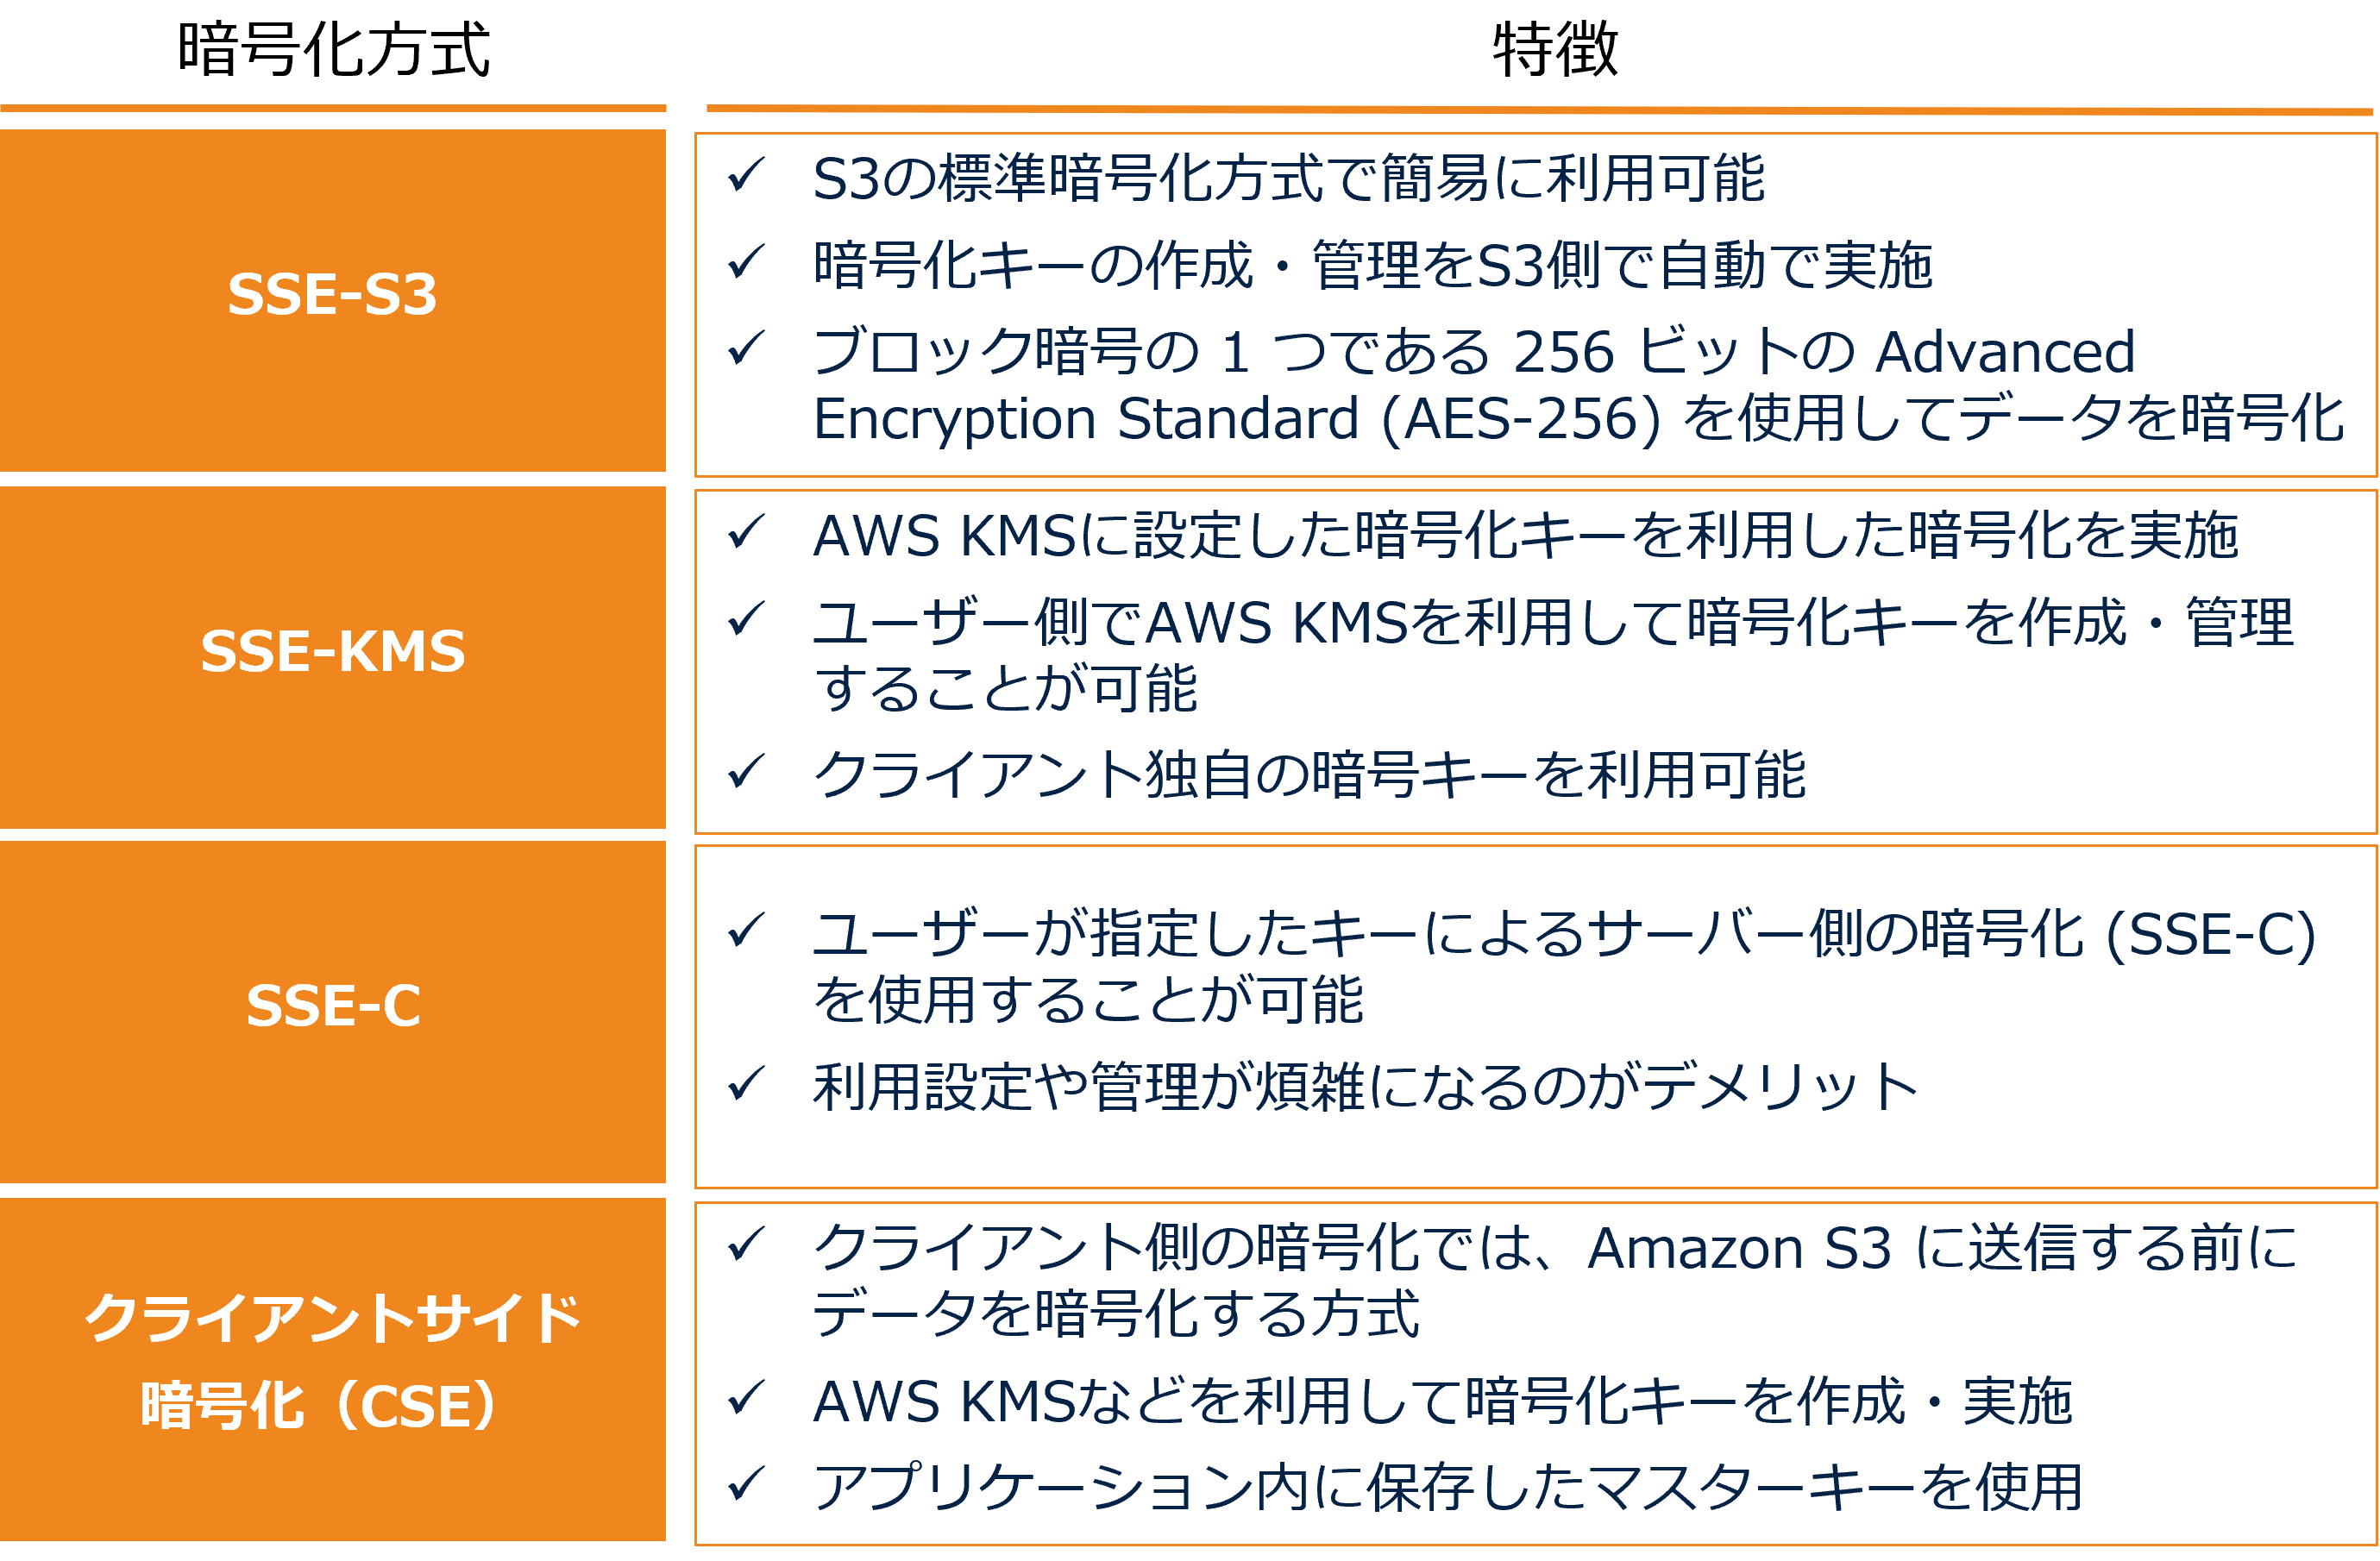 暗号化方式
特徴
SSE-S3
✓ S3の標準暗号化方式で簡易に利用可能
✓ 暗号化キーの作成・管理をS3側で自動で実施
✓ ブロック暗号の 1 つである 256 ビットの Advanced
Encryption Standard (AES-256) を使用してデータを暗号化
SSE-KMS
✓ AWS KMSに設定した暗号化キーを利用した暗号化を実施
✓ ユーザー側でAWS KMSを利用して暗号化キーを作成・管理
することが可能
✓ クライアント独自の暗号キーを利用可能
SSE-C
✓ ユーザーが指定したキーによるサーバー側の暗号化 (SSE-C)
を使用することが可能
✓ 利用設定や管理が煩雑になるのがデメリット
クライアントサイド
暗号化（CSE）
✓ クライアント側の暗号化では、Amazon S3 に送信する前に
データを暗号化する方式
✓ AWS KMSなどを利用して暗号化キーを作成・実施
✓ アプリケーション内に保存したマスターキーを使用